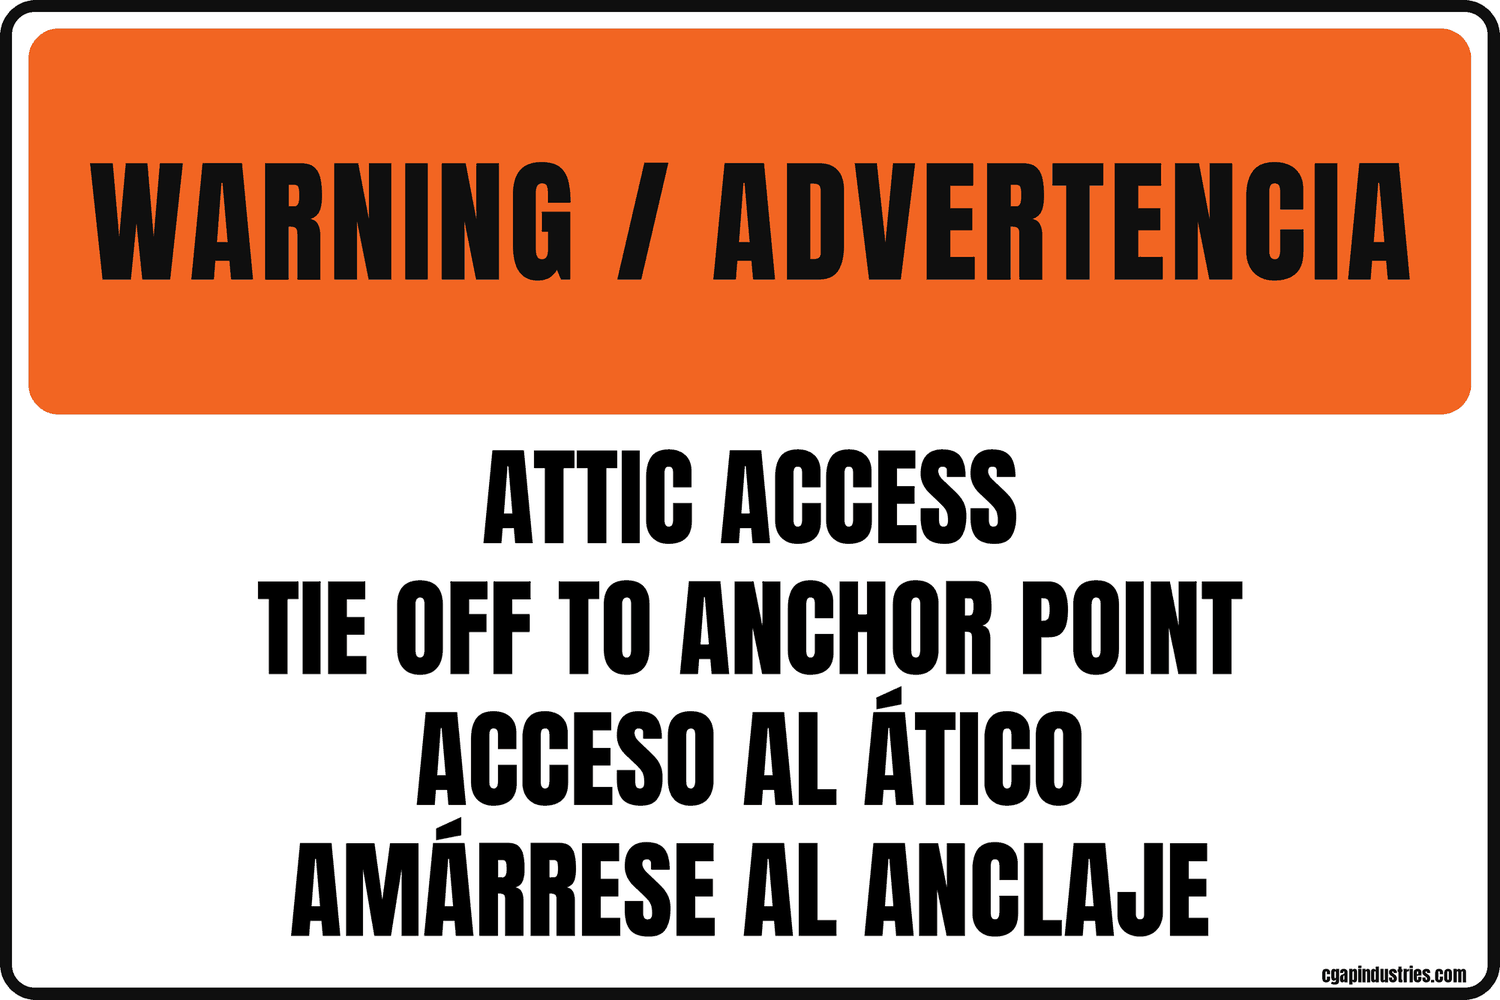 WARNING / ADVERTENCIA
ATTIC ACCESS
TIE OFF TO ANCHOR POINT
ACCESO AL ÁTICO
AMÁRRESE AL ANCLAJE
cgapindustries.com